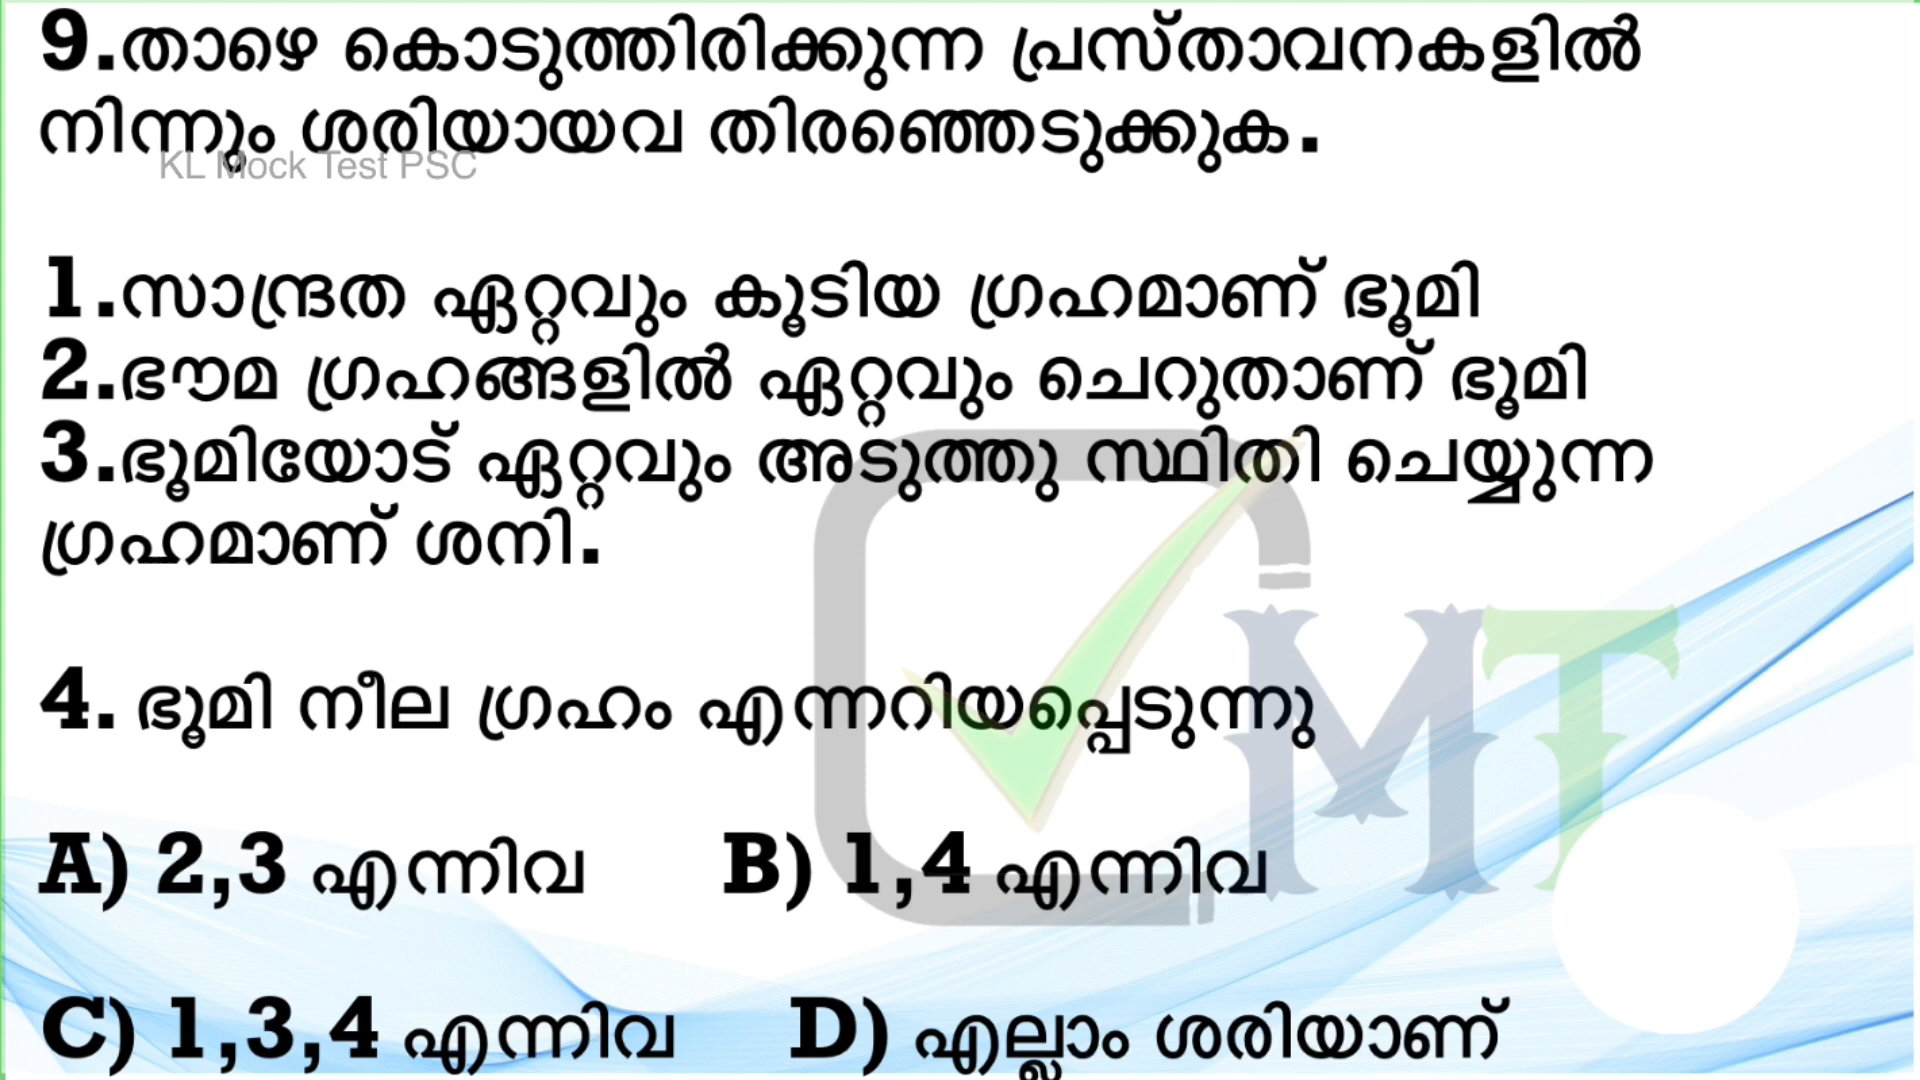 9.താഴെ കൊടുത്തിരിക്കുന്ന പ്രസ്താവനകളിൽ
നിന്നും ശരിയായവ തിരഞ്ഞെടുക്കുക.
KL Mock Test PSC
1.സാന്ദ്രത ഏറ്റവും കൂടിയ ഗ്രഹമാണ് ഭൂമി
2.ഭൗമ ഗ്രഹങ്ങളിൽ ഏറ്റവും ചെറുതാണ് ഭൂമി
3.ഭൂമിയോട് ഏറ്റവും അടുത്തു സ്ഥിതി ചെയ്യുന്ന
ഗ്രഹമാണ് ശനി.
4. ഭൂമി നീല ഗ്രഹം എന്നറിയപ്പെടുന്നു
MT
A) 2,3 എന്നിവ B) 1,4 എന്നിവ
C) 1,3,4 എന്നിവ D) എല്ലാം ശരിയാണ്